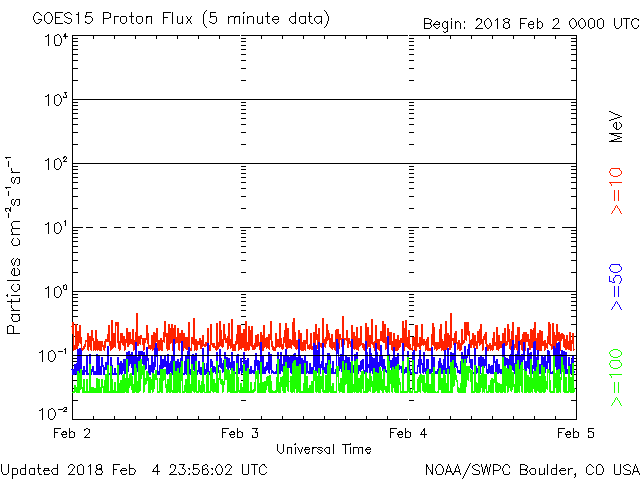 GOES15 Proton Flux (5 minute data)
Begin: 2018 Feb 2 0000 UTC
Particles cm⁻²s⁻¹sr⁻¹
10⁴
10³
10²
10¹
10⁰
10⁻¹
10⁻²
Feb 2
Feb 3
Feb 4
Feb 5
Universal Time
MeV
>=10
>=50
>=100
Updated 2018 Feb  4 23:56:02 UTC
NOAA/SWPC Boulder, CO USA